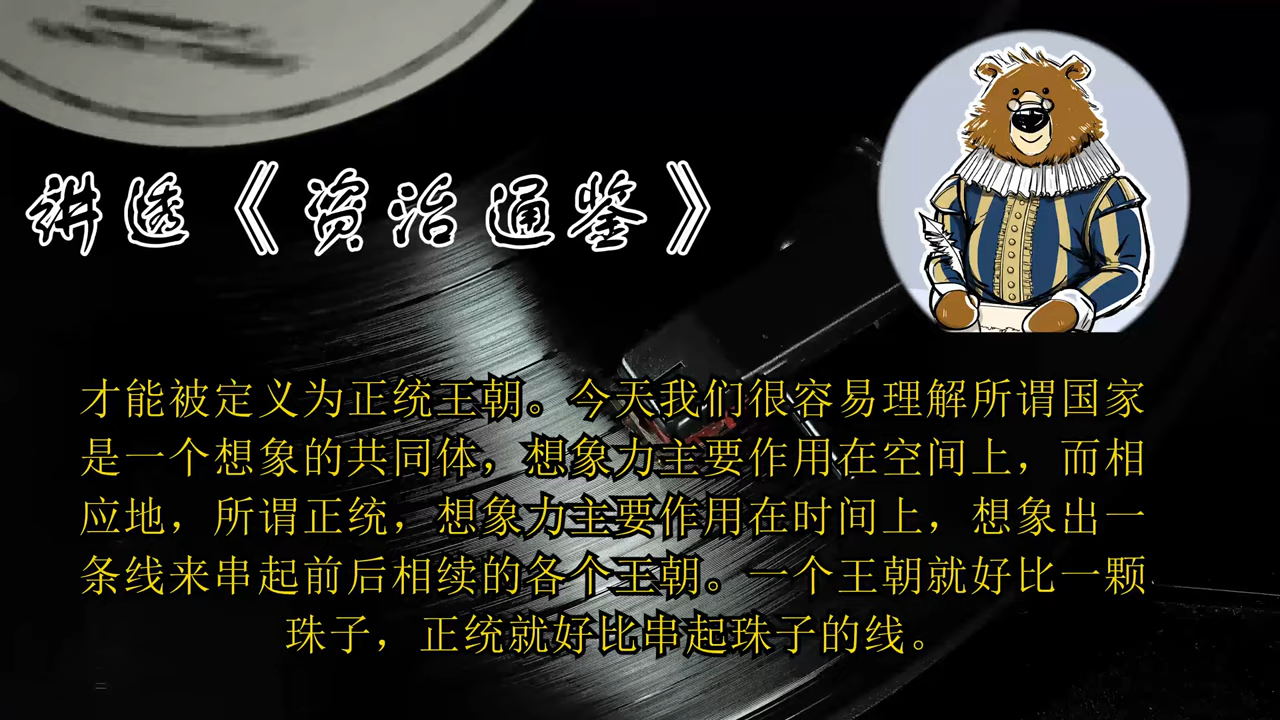 讲透《资治通鉴》
才能被定义为正统王朝。今天我们很容易理解所谓国家
是一个想象的共同体，想象力主要作用在空间上，而相
应地，所谓正统，想象力主要作用在时间上，想象出一
条线来串起前后相续的各个王朝。一个王朝就好比一颗
珠子，正统就好比串起珠子的线。